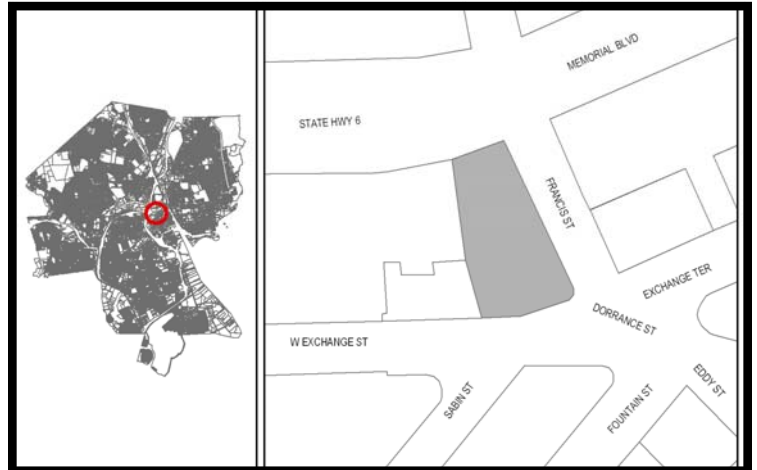 MEMORIAL BLVD
STATE HWY 6
FRANCIS ST
EXCHANGE TER
DORRANCE ST
W EXCHANGE ST
EDDY ST
SABIN ST
FOUNTAIN ST